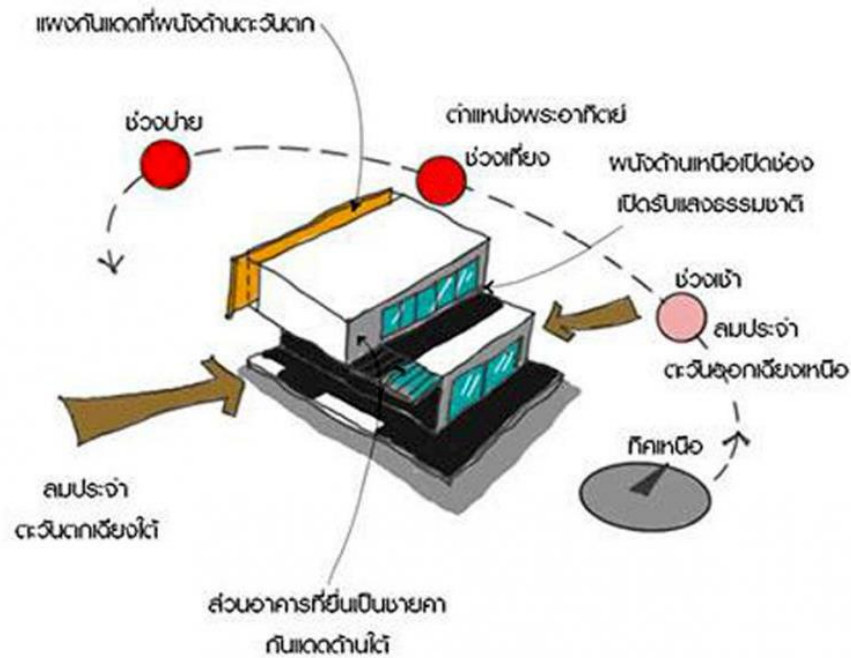 แผงกันแดดที่ผนังด้านตะวันตก
ช่วงบ่าย
ตำแหน่งพระอาทิตย์
ช่วงเที่ยง
ผนังด้านเหนือเปิดช่อง
เปิดรับแสงธรรมชาติ
ช่วงเช้า
ลมประจำ
ตะวันออกเฉียงเหนือ
ทิศเหนือ
ลมประจำ
ตะวันตกเฉียงใต้
ส่วนอาคารที่ยื่นเป็นชายคา
กันแดดด้านใต้